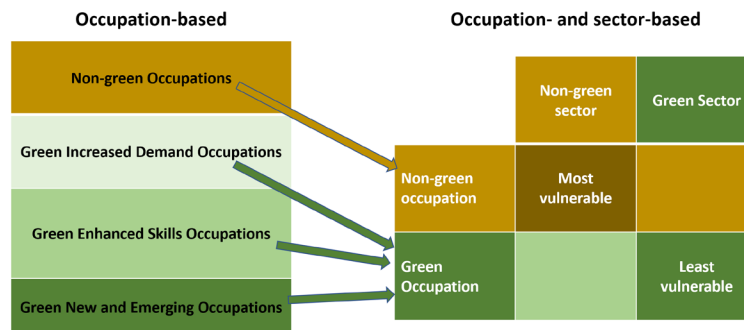 Occupation-based
Non-green Occupations
Green Increased Demand Occupations
Green Enhanced Skills Occupations
Green New and Emerging Occupations
Occupation- and sector-based
Non-green
sector
Green Sector
Non-green
occupation
Most
vulnerable
Green
Occupation
Least
vulnerable